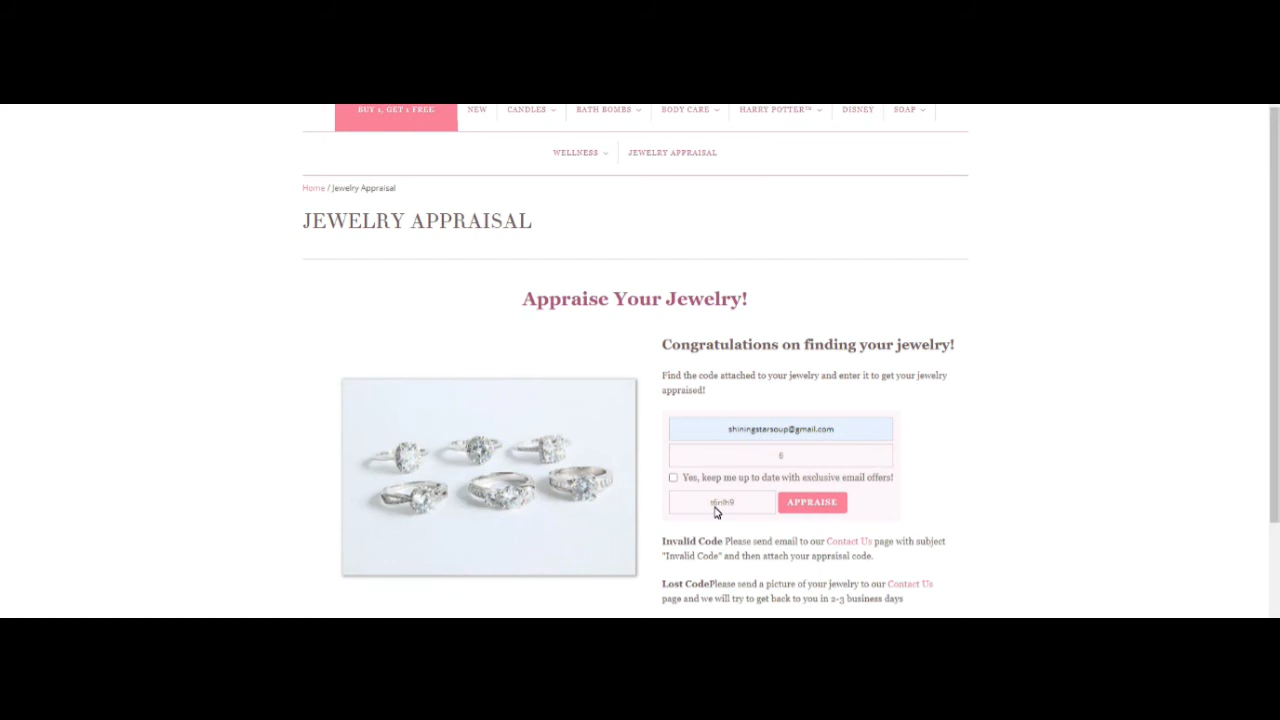 BUY 1, GET 1 FREE NEW CANDLES BATH BOMBS BODY CARE HARRY POTTER™ DISNEY SOAP
WELLNESS JEWELRY APPRAISAL
Home / Jewelry Appraisal
JEWELRY APPRAISAL
Appraise Your Jewelry!
Congratulations on finding your jewelry!
Find the code attached to your jewelry and enter it to get your jewelry
appraised!
shiningstarsoup@gmail.com
6
Yes, keep me up to date with exclusive email offers!
APPRAISE
Invalid Code Please send email to our Contact Us page with subject
"Invalid Code" and then attach your appraisal code.
Lost CodePlease send a picture of your jewelry to our Contact Us
page and we will try to get back to you in 2-3 business days